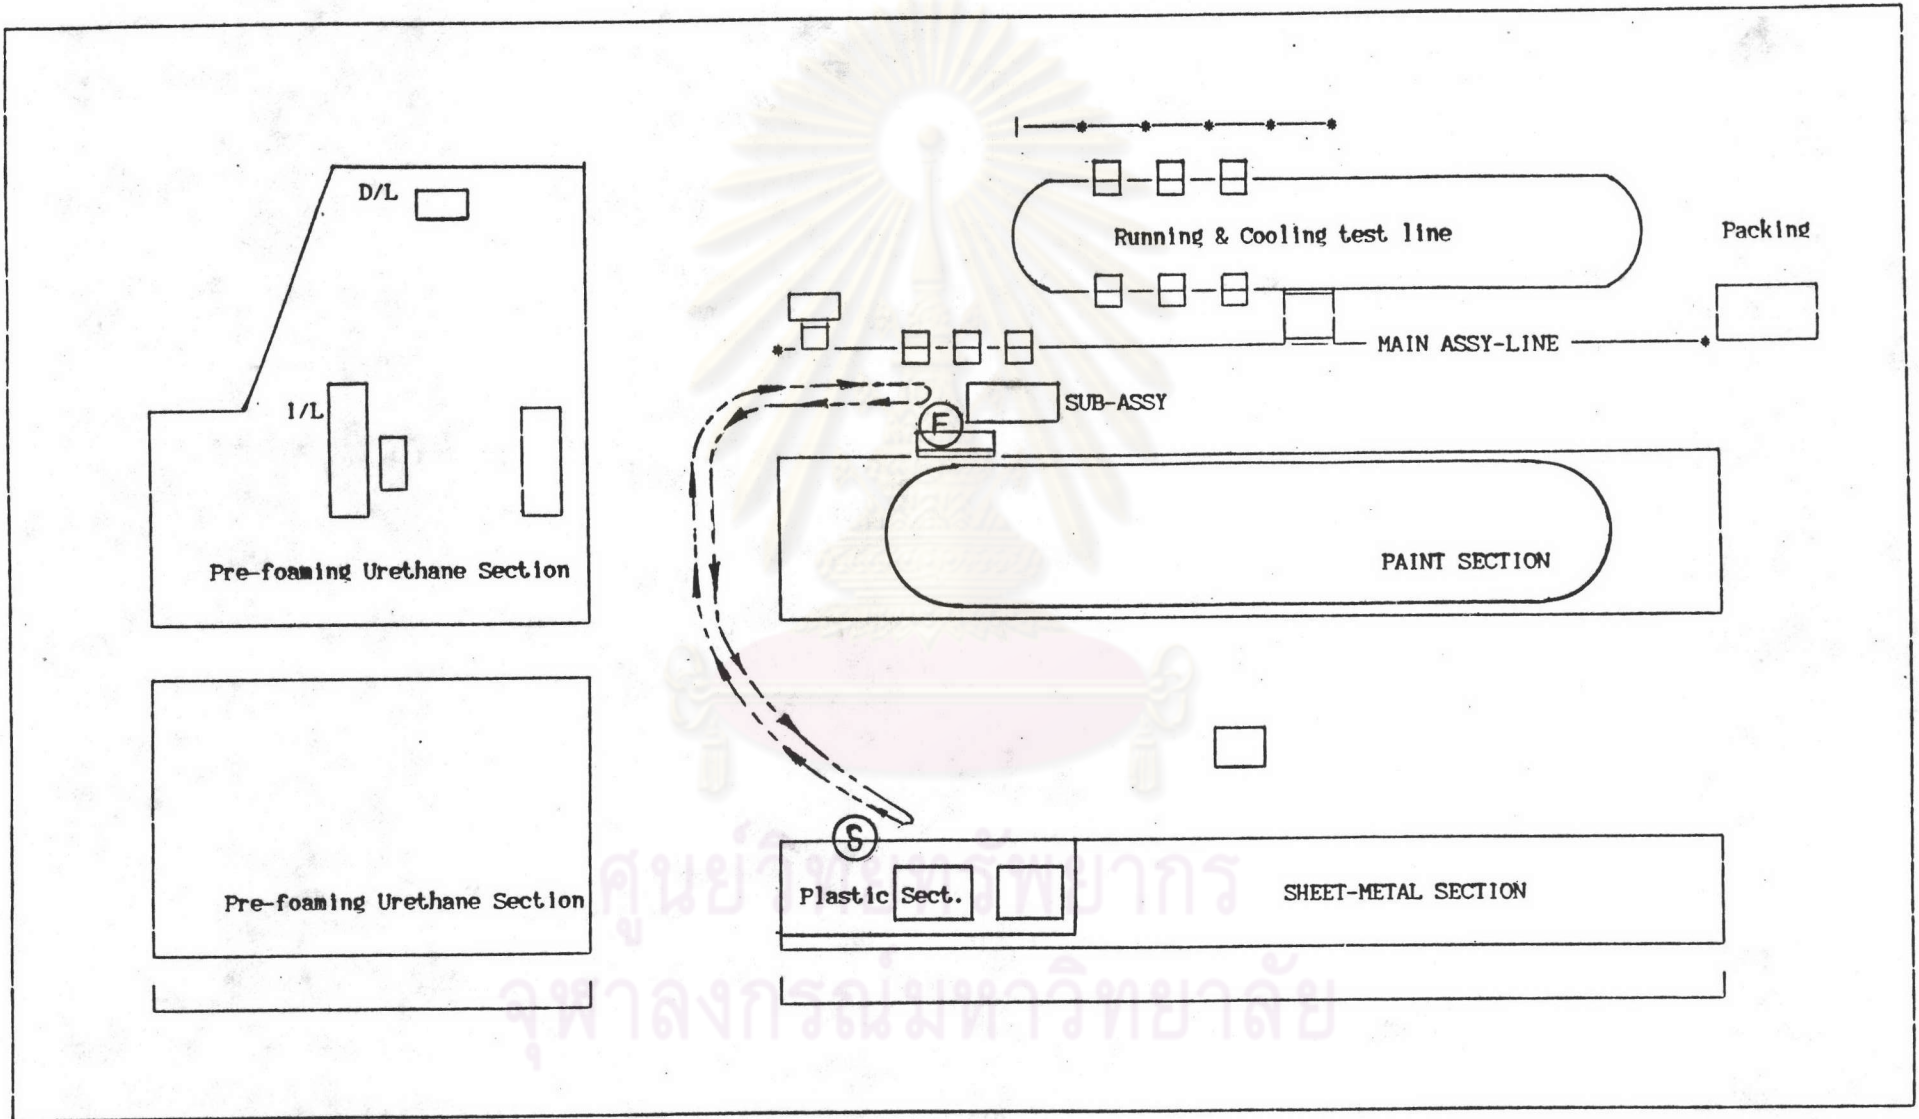 D/L
Running & Cooling test line
Packing
MAIN ASSY-LINE
1/L
SUB-ASSY
F
Pre-foaming Urethane Section
PAINT SECTION
S
Pre-foaming Urethane Section
Plastic Sect.
SHEET-METAL SECTION
ศูนย์วิทยทรัพยากร
จุฬาลงกรณ์มหาวิทยาลัย